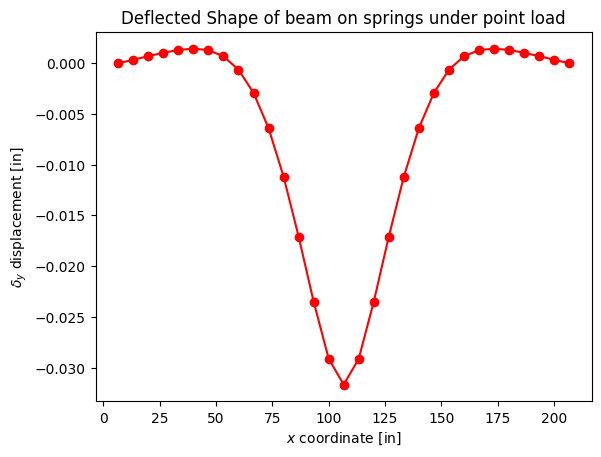 Deflected Shape of beam on springs under point load
0.000
−0.005
−0.010
−0.015
−0.020
−0.025
−0.030
δy displacement [in]
0 25 50 75 100 125 150 175 200
x coordinate [in]